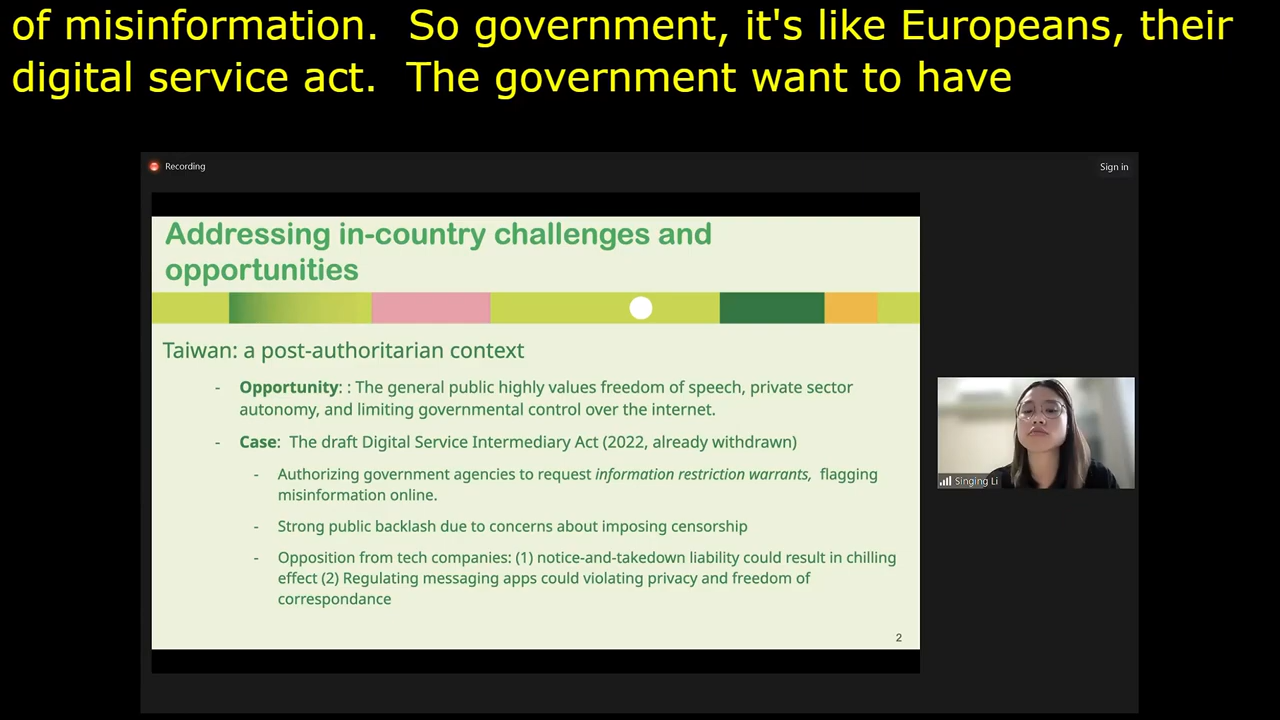 of misinformation.  So government, it's like Europeans, their
digital service act.  The government want to have
Recording
Sign in
Addressing in-country challenges and
opportunities
Taiwan: a post-authoritarian context
- Opportunity: : The general public highly values freedom of speech, private sector
autonomy, and limiting governmental control over the internet.
- Case:  The draft Digital Service Intermediary Act (2022, already withdrawn)
- Authorizing government agencies to request information restriction warrants,  flagging
misinformation online.
- Strong public backlash due to concerns about imposing censorship
- Opposition from tech companies: (1) notice-and-takedown liability could result in chilling
effect (2) Regulating messaging apps could violating privacy and freedom of
correspondance
2
Singing Li